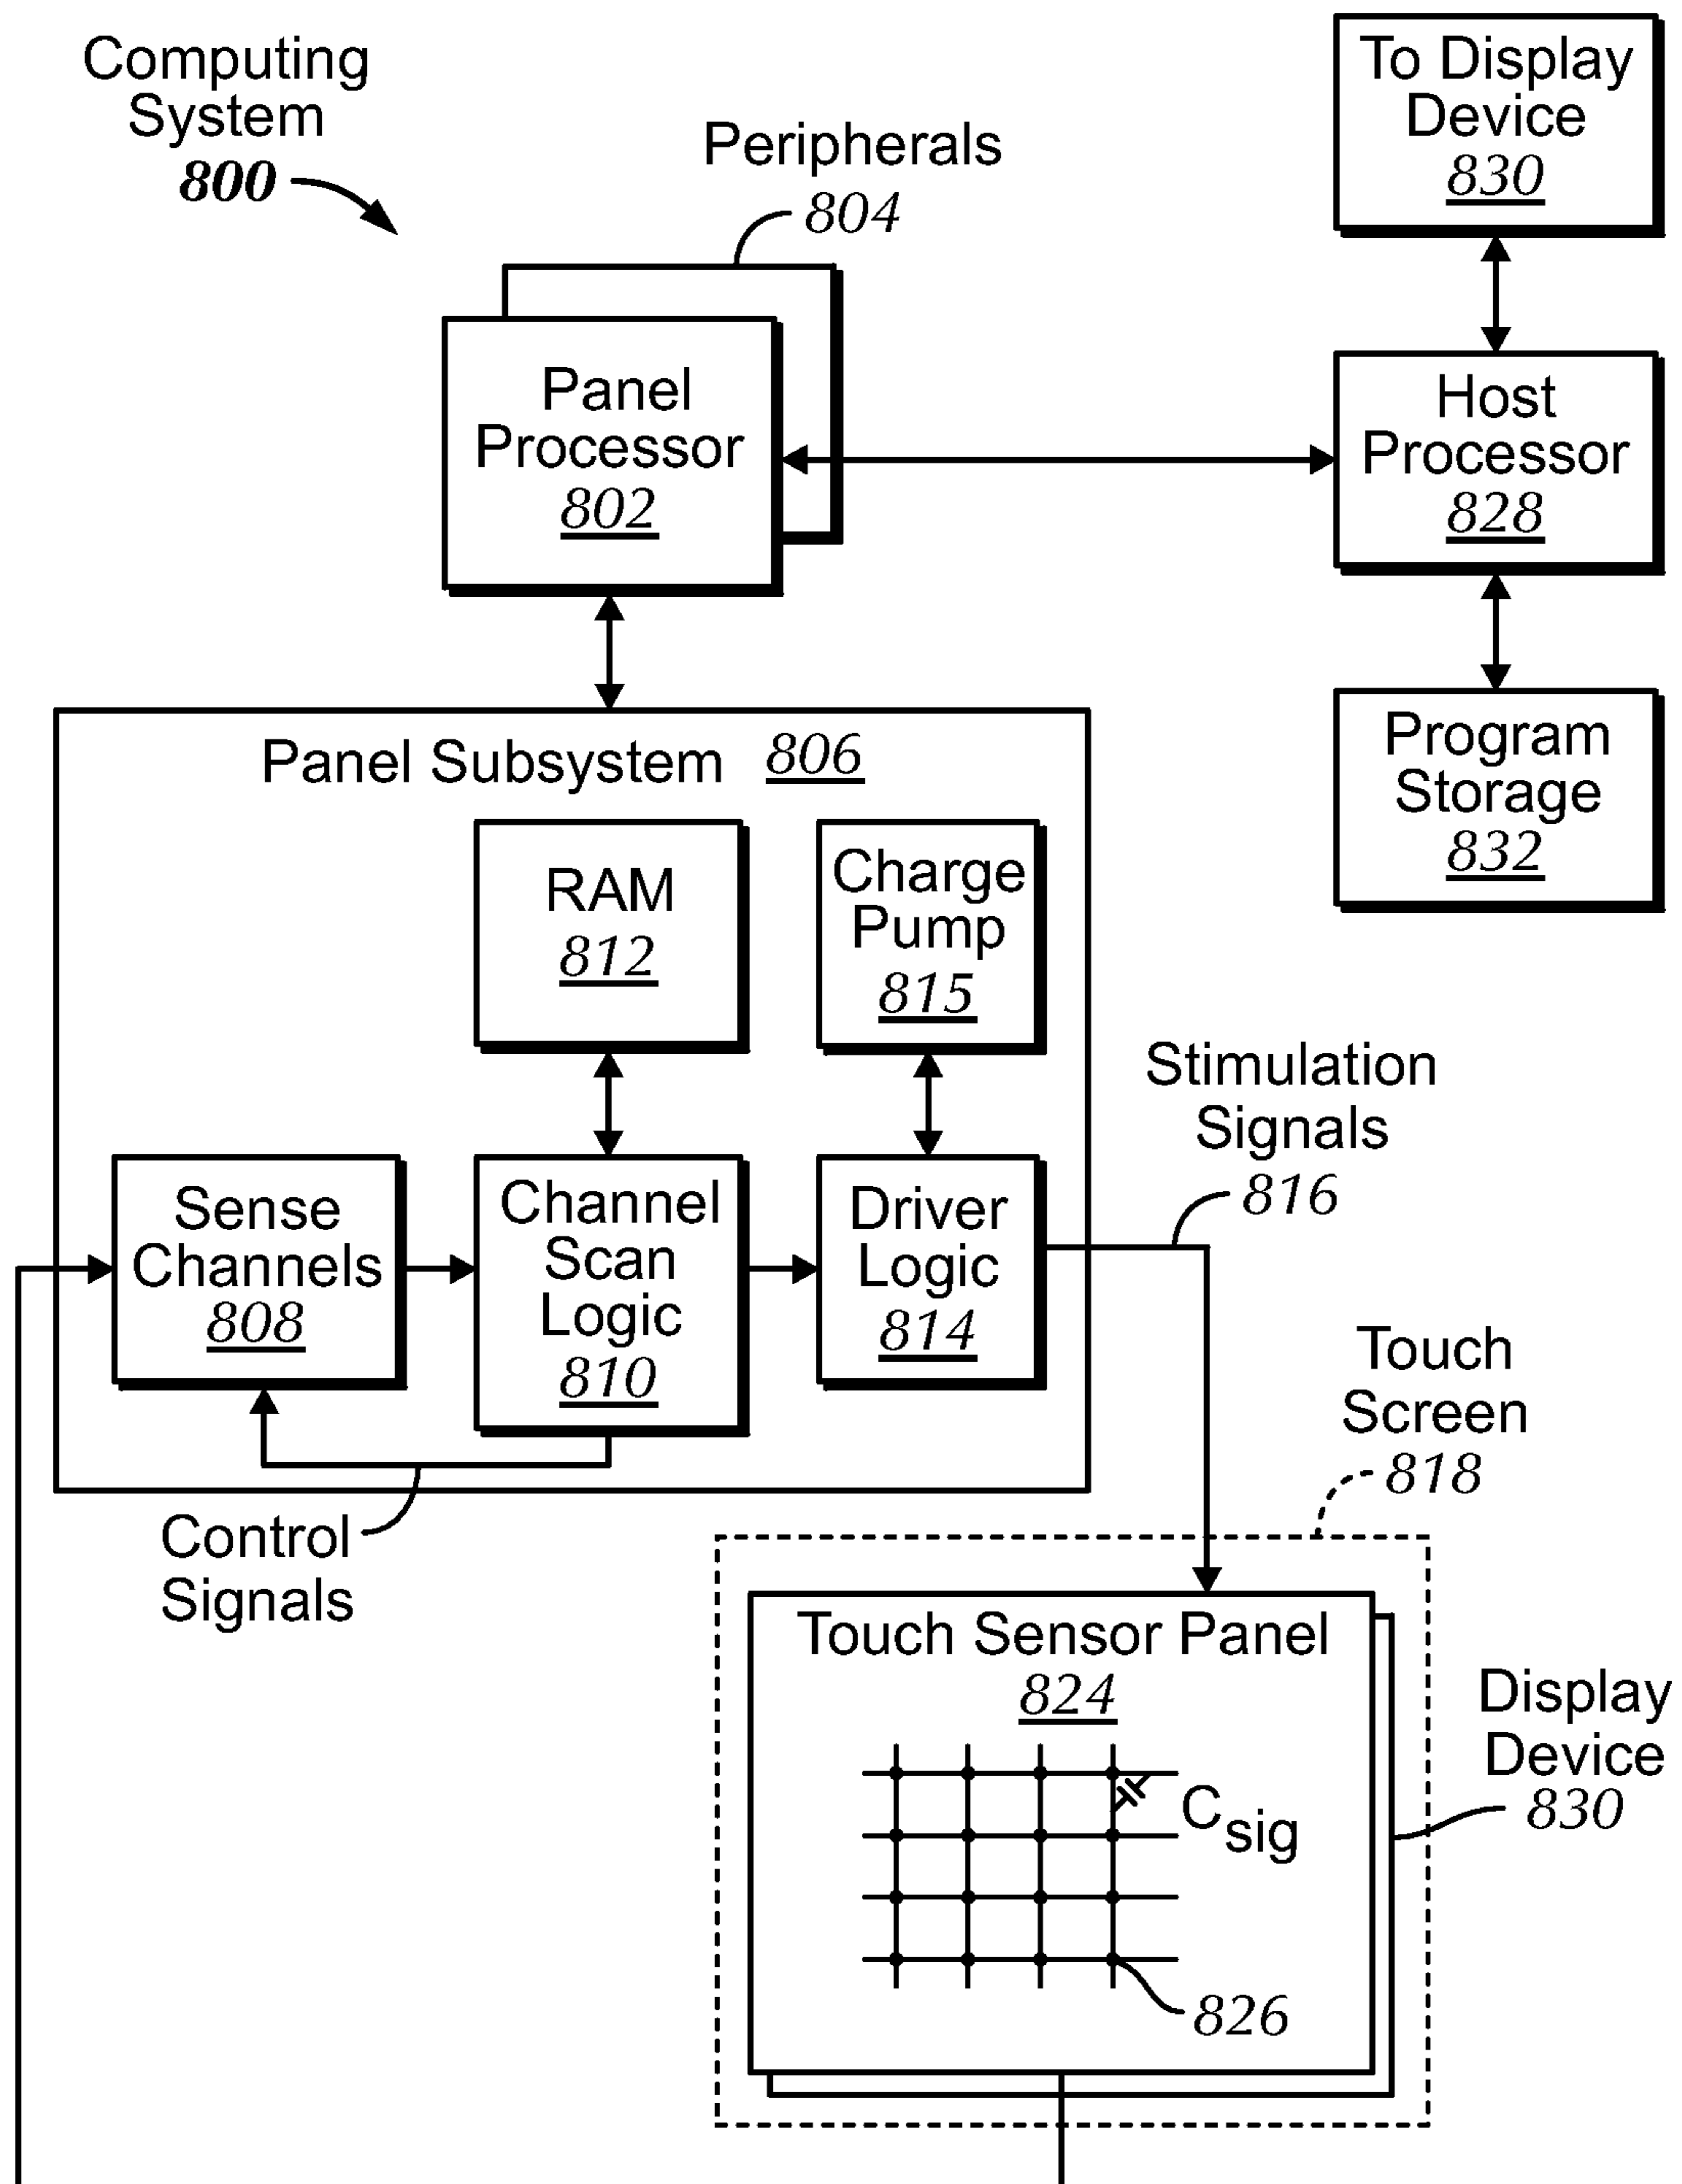 Computing
System
800
Peripherals
804
To Display
Device
830
Panel
Processor
802
Host
Processor
828
Program
Storage
832
Panel Subsystem 806
RAM
812
Charge
Pump
815
Sense
Channels
808
Channel
Scan
Logic
810
Driver
Logic
814
Stimulation
Signals
816
Control
Signals
Touch
Screen
818
Touch Sensor Panel
824
Csig
826
Display
Device
830